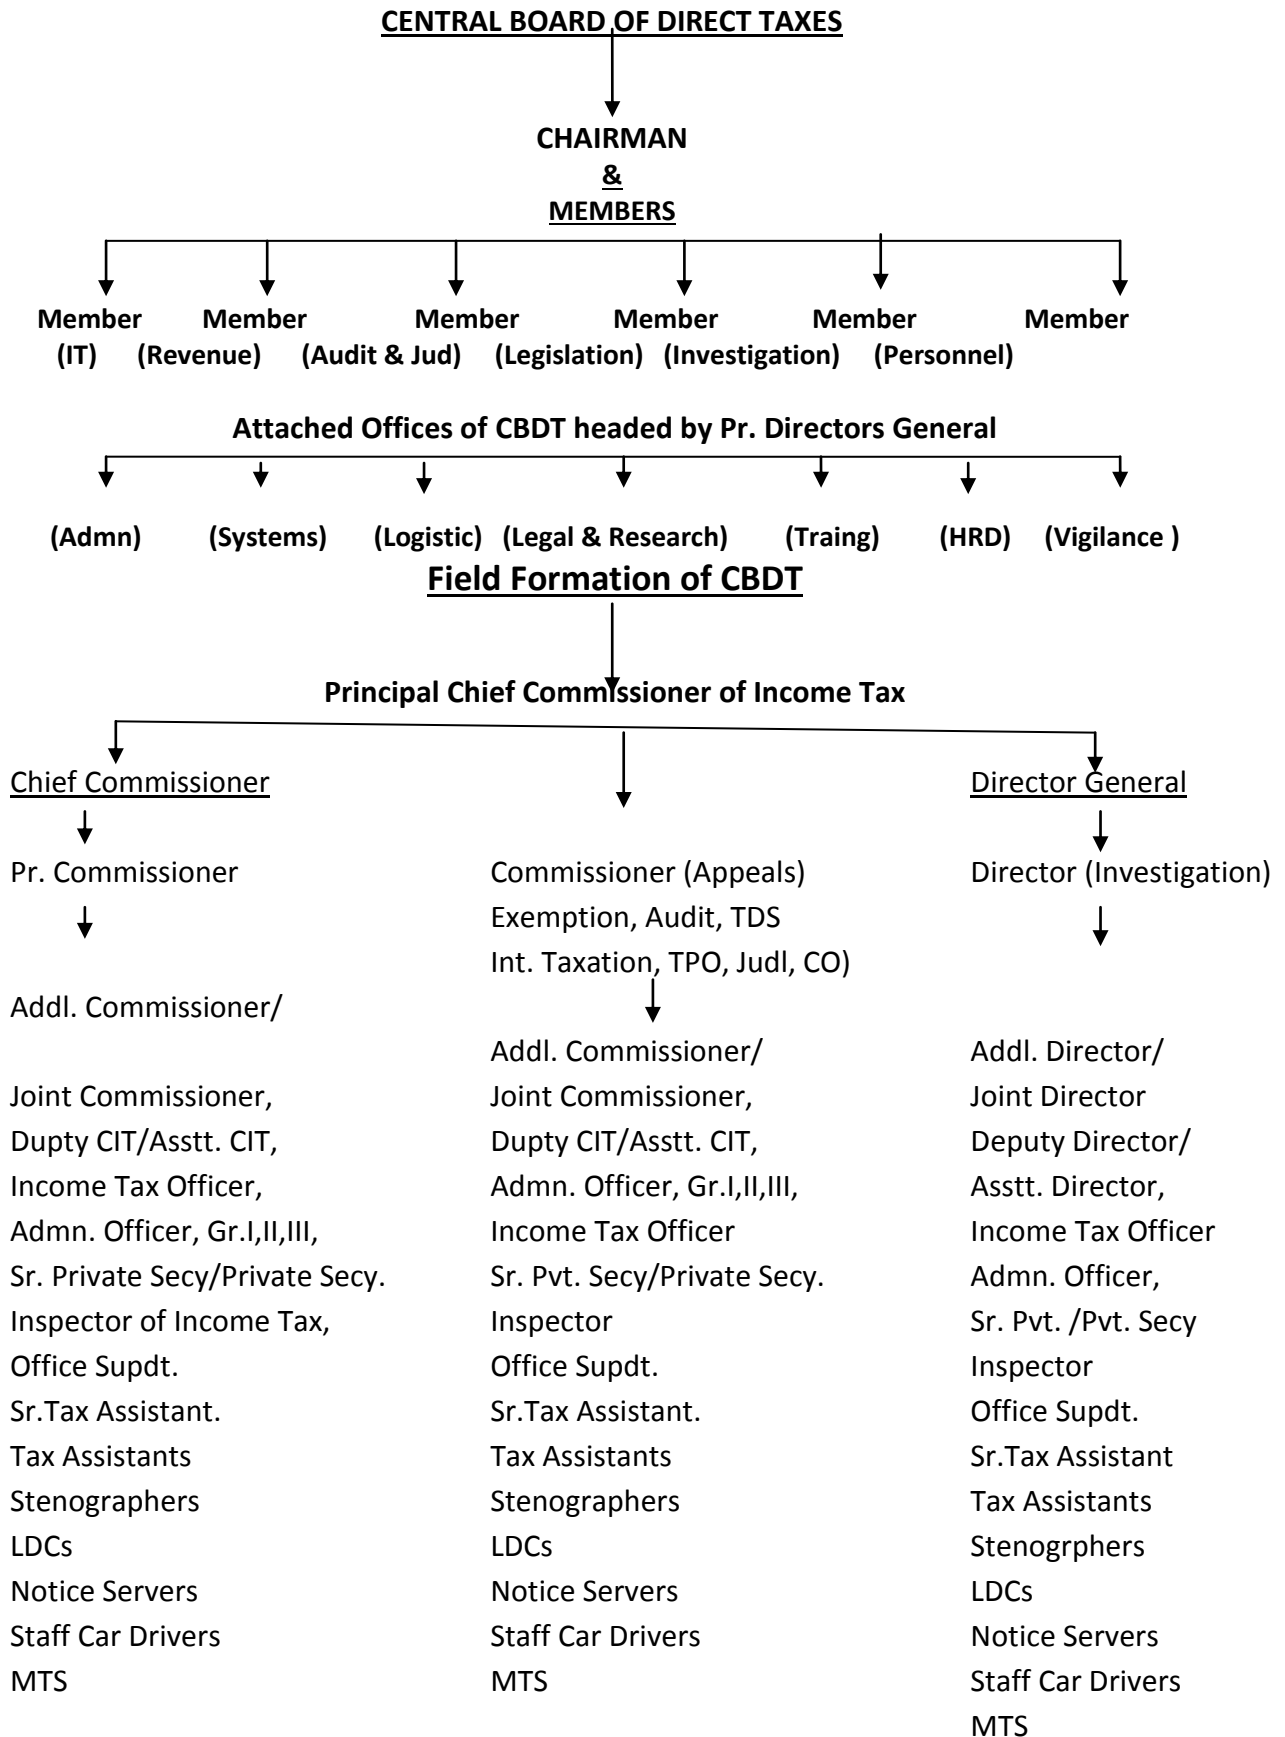 CENTRAL BOARD OF DIRECT TAXES
CHAIRMAN
&
MEMBERS
Member Member Member Member Member Member
(IT) (Revenue) (Audit & Jud) (Legislation) (Investigation) (Personnel)
Attached Offices of CBDT headed by Pr. Directors General
(Admn) (Systems) (Logistic) (Legal & Research) (Traing) (HRD) (Vigilance )
Field Formation of CBDT
Principal Chief Commissioner of Income Tax
Chief Commissioner
Pr. Commissioner
Addl. Commissioner/
Joint Commissioner,
Dupty CIT/Asstt. CIT,
Income Tax Officer,
Admn. Officer, Gr.I,II,III,
Sr. Private Secy/Private Secy.
Inspector of Income Tax,
Office Supdt.
Sr.Tax Assistant.
Tax Assistants
Stenographers
LDCs
Notice Servers
Staff Car Drivers
MTS
Commissioner (Appeals)
Exemption, Audit, TDS
Int. Taxation, TPO, Judl, CO)
Addl. Commissioner/
Joint Commissioner,
Dupty CIT/Asstt. CIT,
Admn. Officer, Gr.I,II,III,
Income Tax Officer
Sr. Pvt. Secy/Private Secy.
Inspector
Office Supdt.
Sr.Tax Assistant.
Tax Assistants
Stenographers
LDCs
Notice Servers
Staff Car Drivers
MTS
Director General
Director (Investigation)
Addl. Director/
Joint Director
Deputy Director/
Asstt. Director,
Income Tax Officer
Admn. Officer,
Sr. Pvt. /Pvt. Secy
Inspector
Office Supdt.
Sr.Tax Assistant
Tax Assistants
Stenogrphers
LDCs
Notice Servers
Staff Car Drivers
MTS